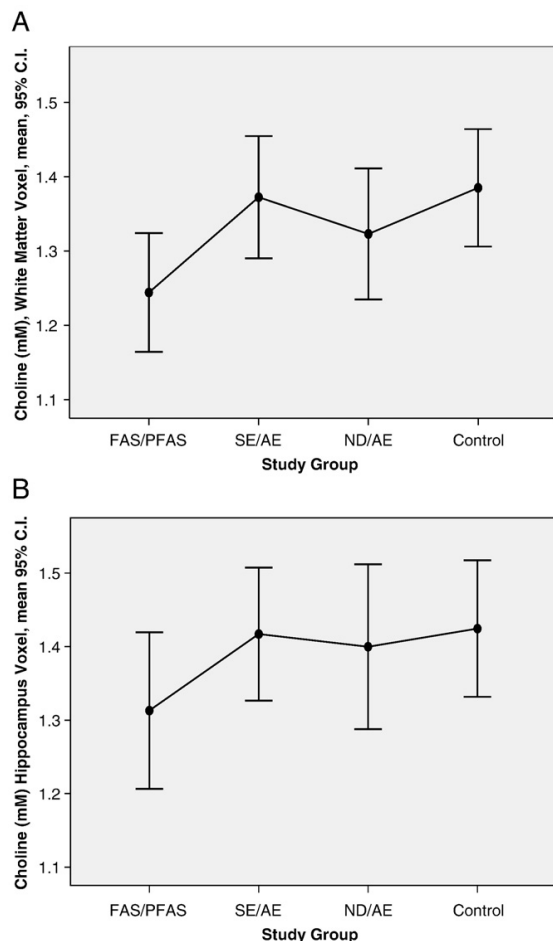 A
Choline (mM), White Matter Voxel, mean, 95% C.I.
1.5
1.4
1.3
1.2
1.1
FAS/PFAS SE/AE ND/AE Control
Study Group
B
Choline (mM) Hippocampus Voxel, mean 95% C.I.
1.5
1.4
1.3
1.2
1.1
FAS/PFAS SE/AE ND/AE Control
Study Group